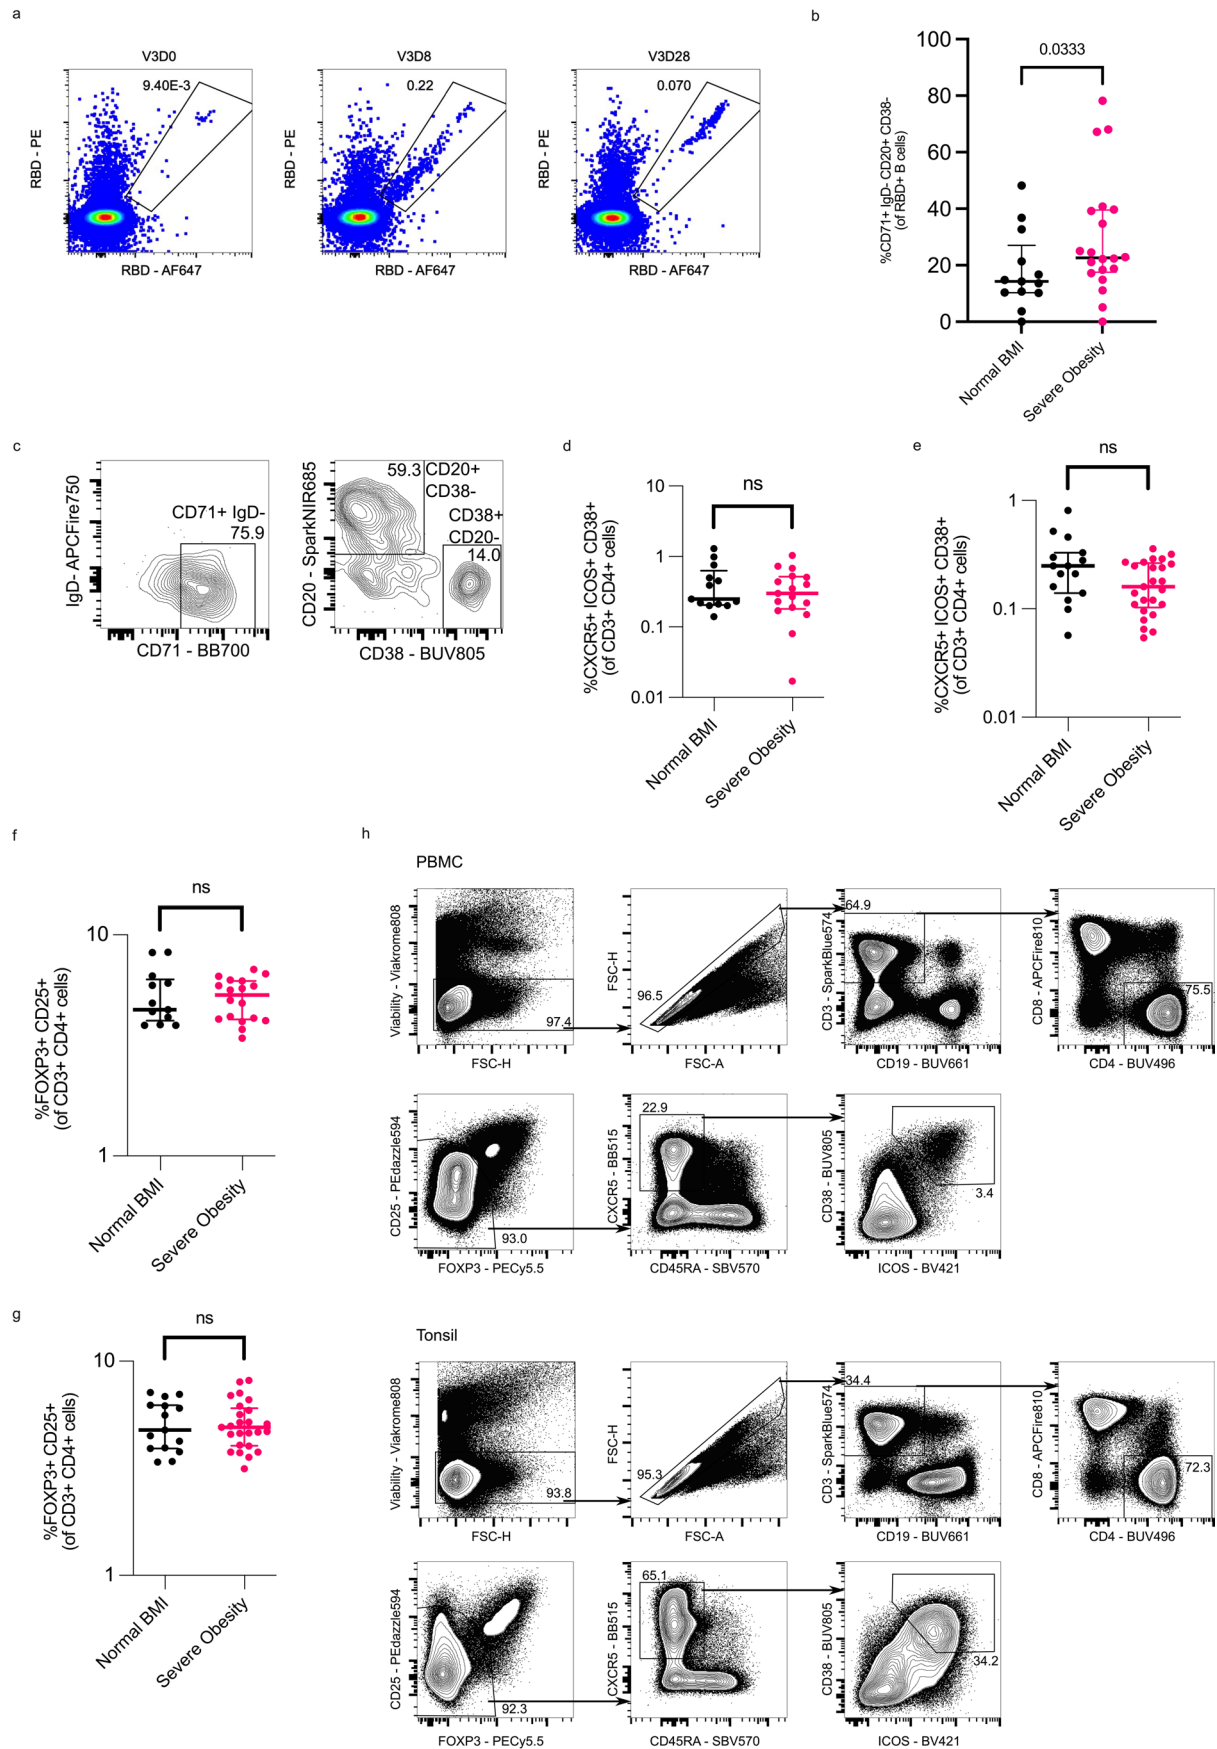 a
V3D0
9.40E-3
RBD - PE
RBD - AF647
V3D8
0.22
RBD - PE
RBD - AF647
V3D28
0.070
RBD - PE
RBD - AF647
b
0.0333
100
80
60
40
20
0
%CD71+ IgD- CD20+ CD38-
(of RBD+ B cells)
Normal BMI
Severe Obesity
c
IgD- APCFire750
CD71+ IgD-
75.9
CD71 - BB700
CD20 - SparkNIR685
59.3
CD20+
CD38-
CD38+
CD20-
14.0
CD38 - BUV805
d
ns
10
1
0.1
0.01
%CXCR5+ ICOS+ CD38+
(of CD3+ CD4+ cells)
Normal BMI
Severe Obesity
e
ns
1
0.1
0.01
%CXCR5+ ICOS+ CD38+
(of CD3+ CD4+ cells)
Normal BMI
Severe Obesity
f
ns
10
1
%FOXP3+ CD25+
(of CD3+ CD4+ cells)
Normal BMI
Severe Obesity
g
ns
10
1
%FOXP3+ CD25+
(of CD3+ CD4+ cells)
Normal BMI
Severe Obesity
h
PBMC
Viability - Viakrome808
97.4
FSC-H
FSC-H
96.5
FSC-A
64.9
CD3 - SparkBlue574
CD19 - BUV661
CD8 - APCFire810
75.5
CD4 - BUV496
CD25 - PEdazzle594
93.0
FOXP3 - PECy5.5
22.9
CXCR5 - BB515
CD45RA - SBV570
CD38 - BUV805
3.4
ICOS - BV421
Tonsil
Viability - Viakrome808
93.8
FSC-H
FSC-H
95.3
FSC-A
34.4
CD3 - SparkBlue574
CD19 - BUV661
CD8 - APCFire810
72.3
CD4 - BUV496
CD25 - PEdazzle594
92.3
FOXP3 - PECy5.5
65.1
CXCR5 - BB515
CD45RA - SBV570
CD38 - BUV805
34.2
ICOS - BV421